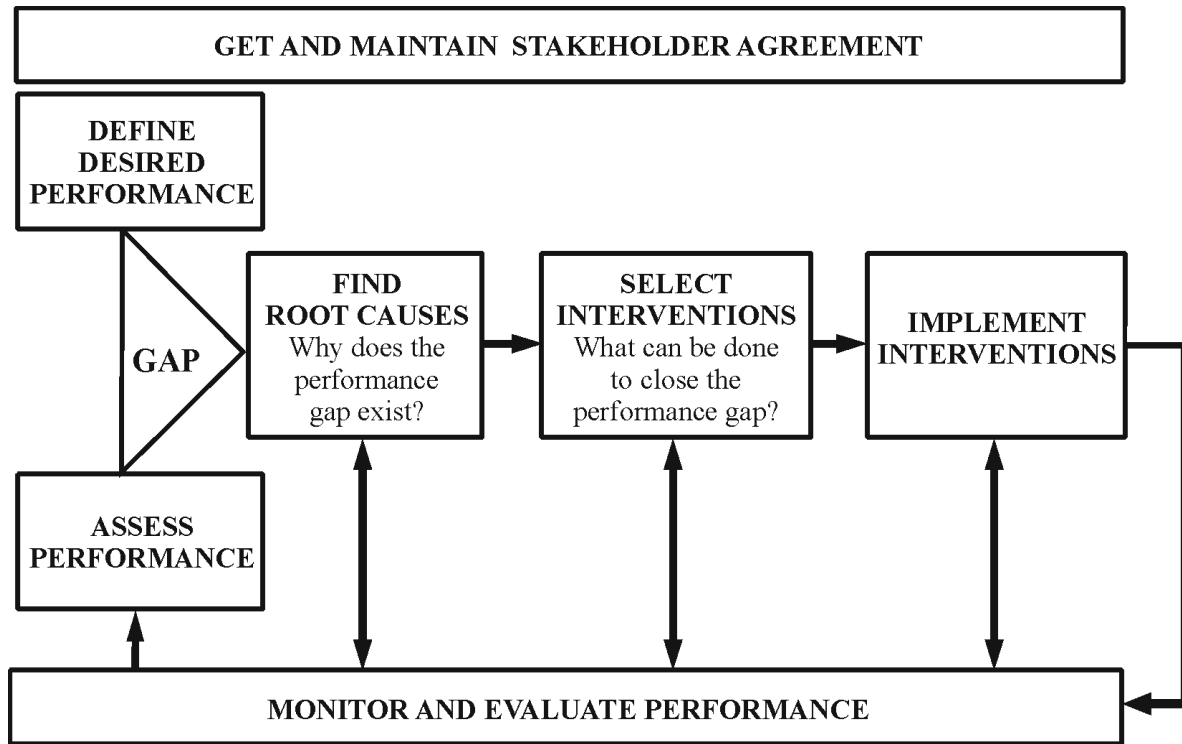 GET AND MAINTAIN STAKEHOLDER AGREEMENT
DEFINE
DESIRED
PERFORMANCE
GAP
FIND
ROOT CAUSES
Why does the
performance
gap exist?
SELECT
INTERVENTIONS
What can be done
to close the
performance gap?
IMPLEMENT
INTERVENTIONS
ASSESS
PERFORMANCE
MONITOR AND EVALUATE PERFORMANCE